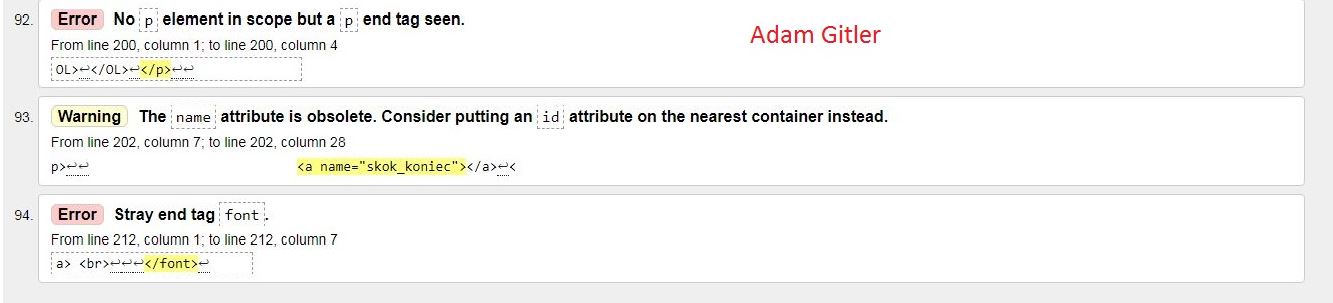 92. Error No p element in scope but a p end tag seen.
Adam Gitler
From line 200, column 1; to line 200, column 4
OL>↩</OL>↩</p>↩↩
93. Warning The name attribute is obsolete. Consider putting an id attribute on the nearest container instead.
From line 202, column 7; to line 202, column 28
p>↩↩ <a name="skok_koniec"></a>↩<
94. Error Stray end tag font.
From line 212, column 1; to line 212, column 7
a> <br>↩↩↩</font>↩